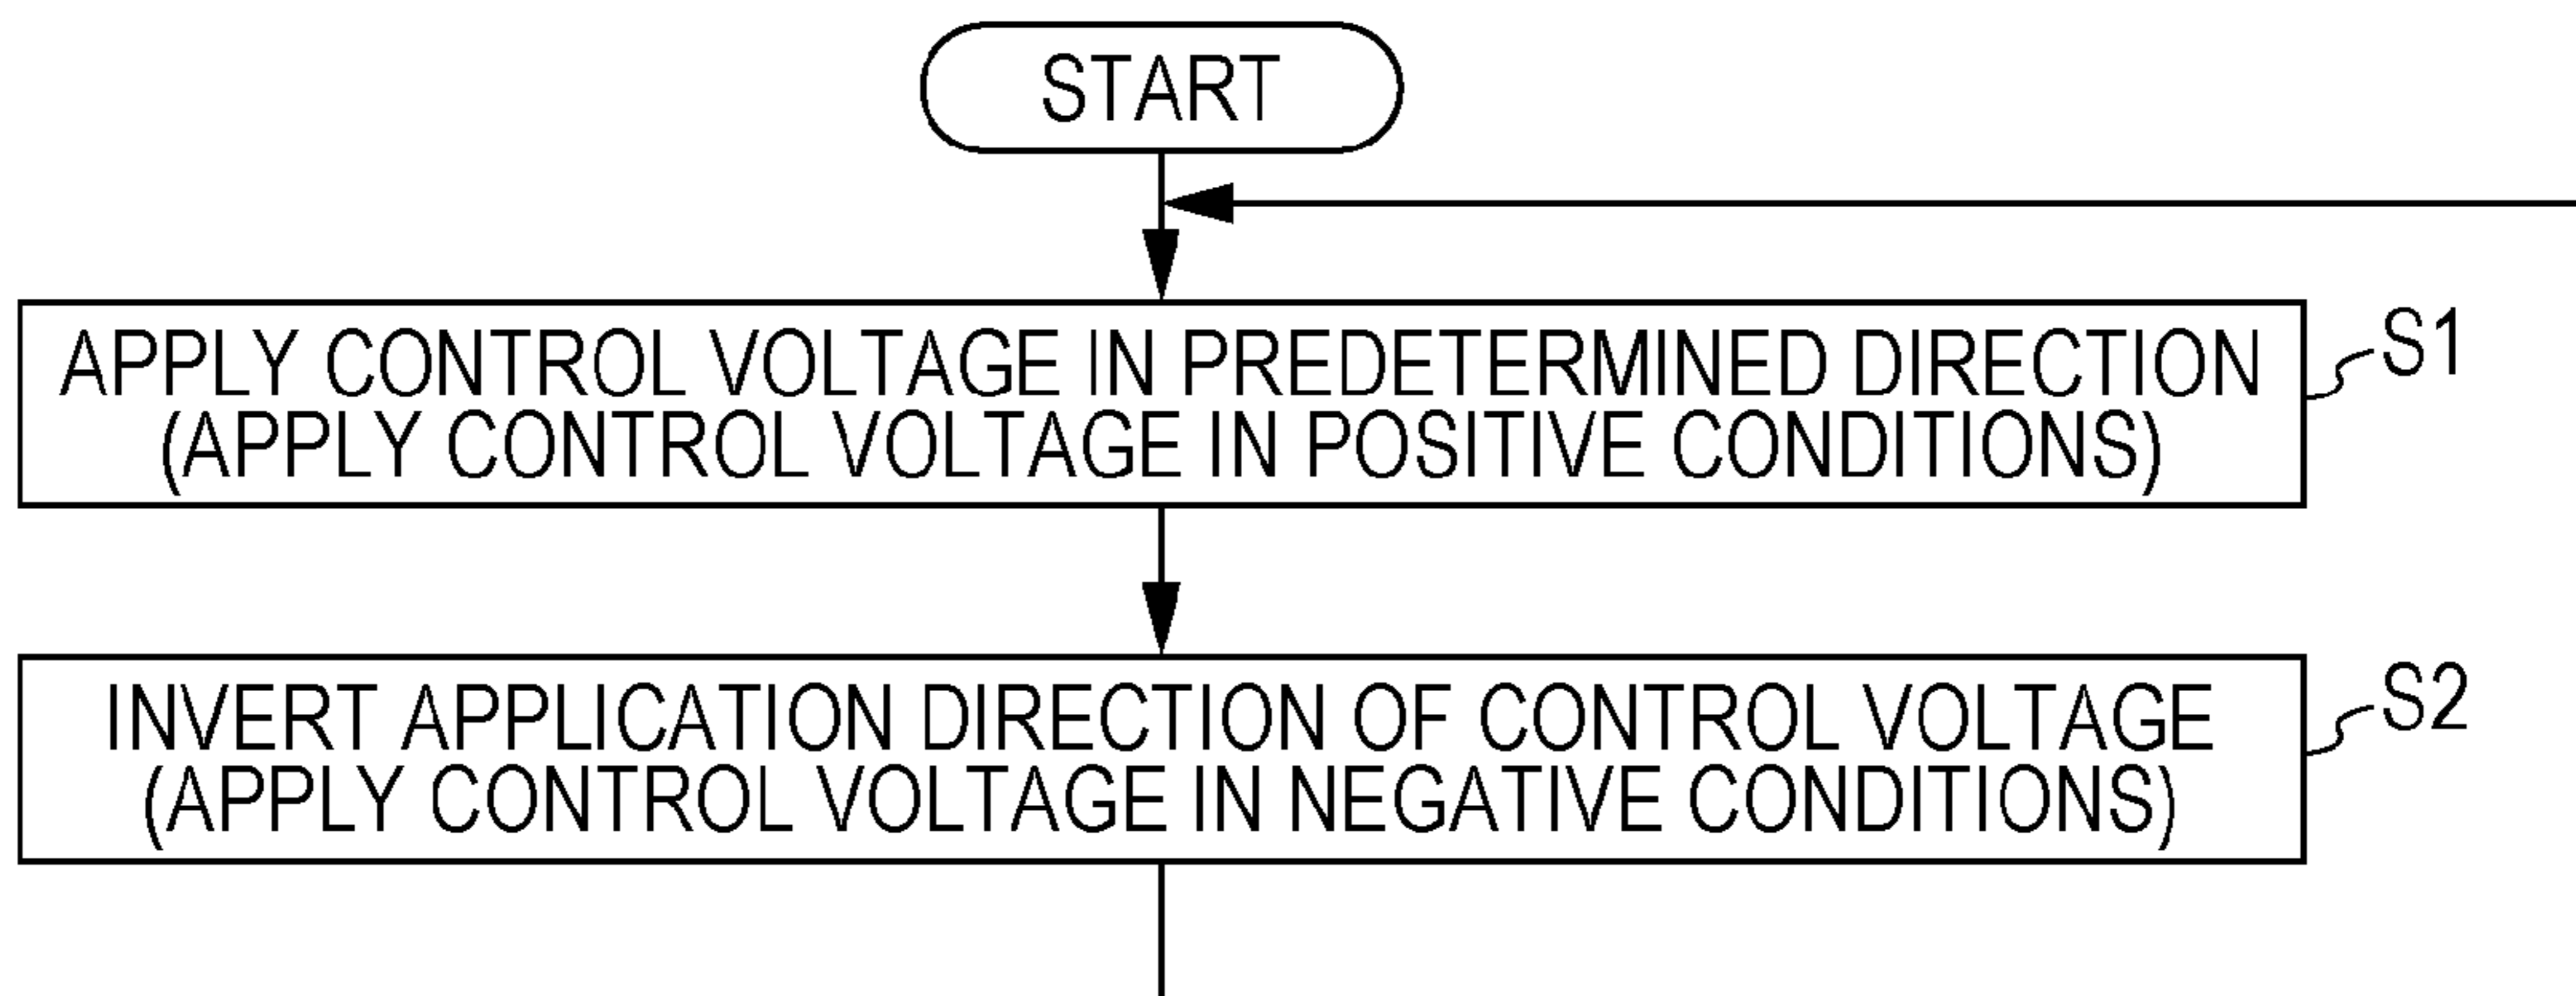 START
APPLY CONTROL VOLTAGE IN PREDETERMINED DIRECTION
(APPLY CONTROL VOLTAGE IN POSITIVE CONDITIONS)
S1
INVERT APPLICATION DIRECTION OF CONTROL VOLTAGE
(APPLY CONTROL VOLTAGE IN NEGATIVE CONDITIONS)
S2